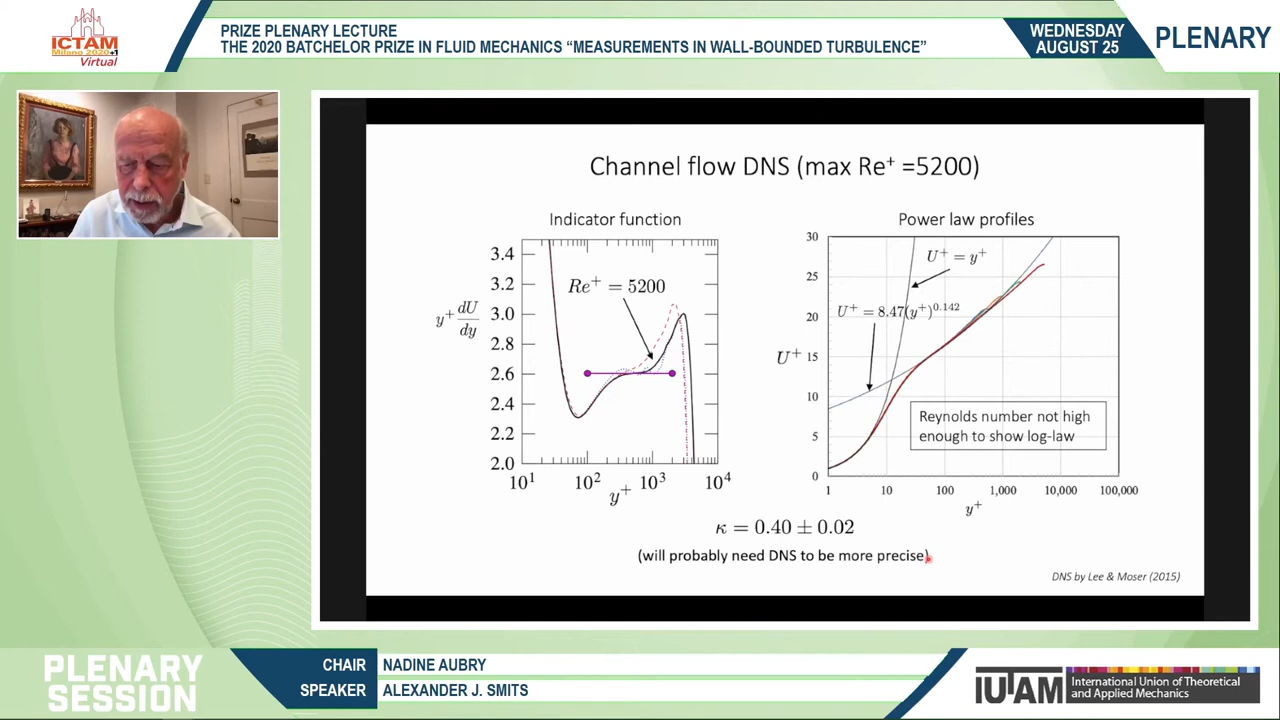 ICTAM
Milano 2020+1
Virtual
PRIZE PLENARY LECTURE
THE 2020 BATCHELOR PRIZE IN FLUID MECHANICS “MEASUREMENTS IN WALL-BOUNDED TURBULENCE”
WEDNESDAY
AUGUST 25
PLENARY
Channel flow DNS (max Re⁺ =5200)
Indicator function
3.4
3.2
3.0
2.8
2.6
2.4
2.2
2.0
y⁺ dU/dy
Re⁺ = 5200
10¹ 10² 10³ 10⁴
y⁺
Power law profiles
30
25
20
15
10
5
0
U⁺
U⁺ = y⁺
U⁺ = 8.47(y⁺)^0.142
Reynolds number not high
enough to show log-law
1 10 100 1,000 10,000 100,000
y⁺
κ = 0.40 ± 0.02
(will probably need DNS to be more precise)
DNS by Lee & Moser (2015)
PLENARY
SESSION
CHAIR NADINE AUBRY
SPEAKER ALEXANDER J. SMITS
IUTAM
International Union of Theoretical
and Applied Mechanics